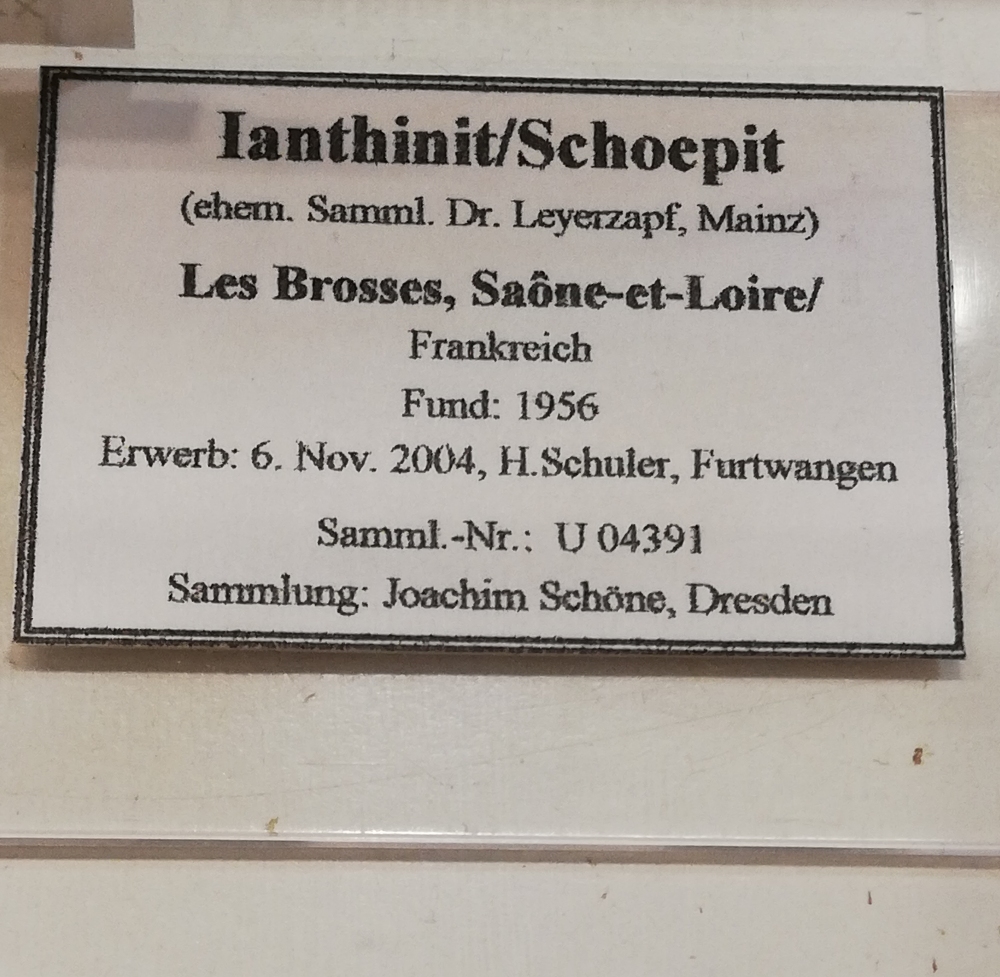 Ianthinit/Schoepit
(ehem. Samml. Dr. Leyerzapf, Mainz)
Les Brosses, Saône-et-Loire/
Frankreich
Fund: 1956
Erwerb: 6. Nov. 2004, H.Schuler, Furtwangen
Samml.-Nr.: U 04391
Sammlung: Joachim Schöne, Dresden